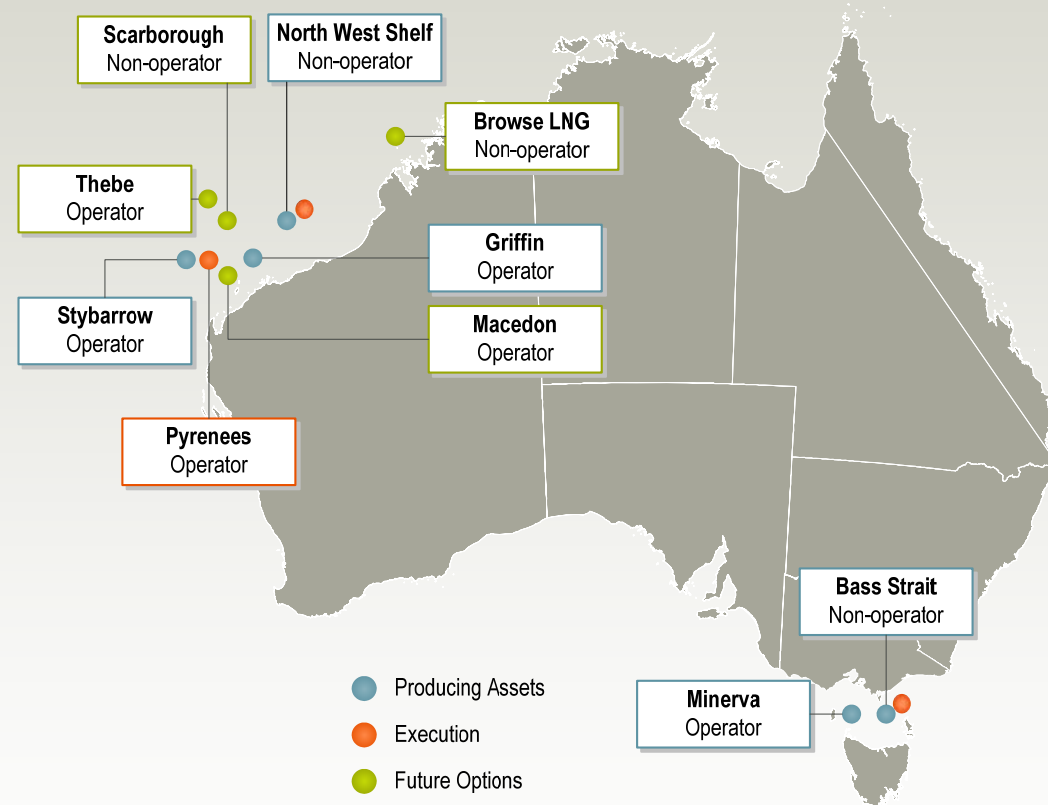 Scarborough
Non-operator
North West Shelf
Non-operator
Browse LNG
Non-operator
Thebe
Operator
Griffin
Operator
Stybarrow
Operator
Macedon
Operator
Pyrenees
Operator
Bass Strait
Non-operator
Minerva
Operator
Producing Assets
Execution
Future Options